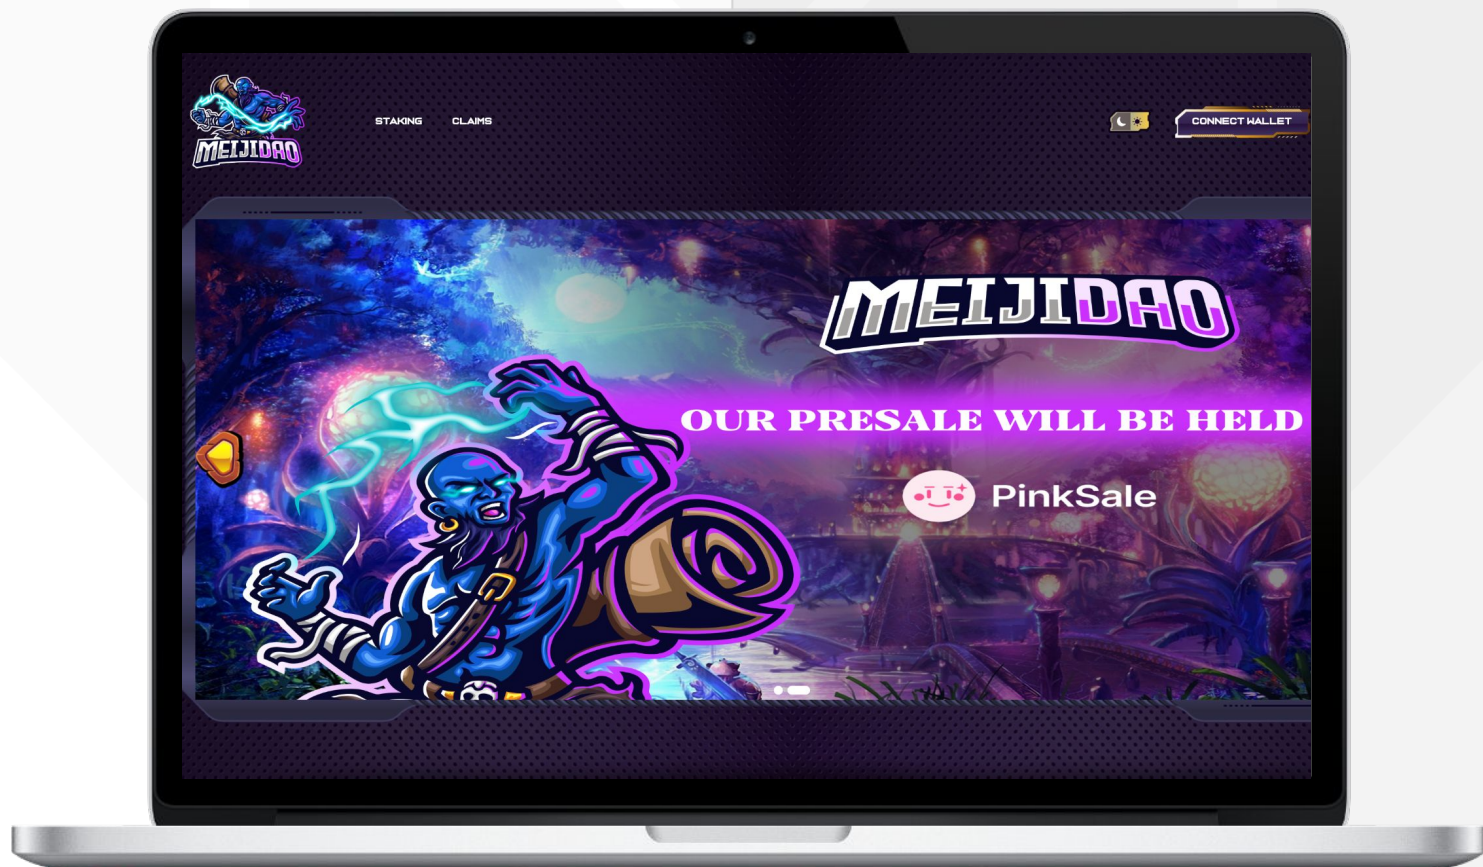 MEIJIDAO
STAKING
CLAIMS
CONNECT WALLET
MEIJIDAO
OUR PRESALE WILL BE HELD
PinkSale